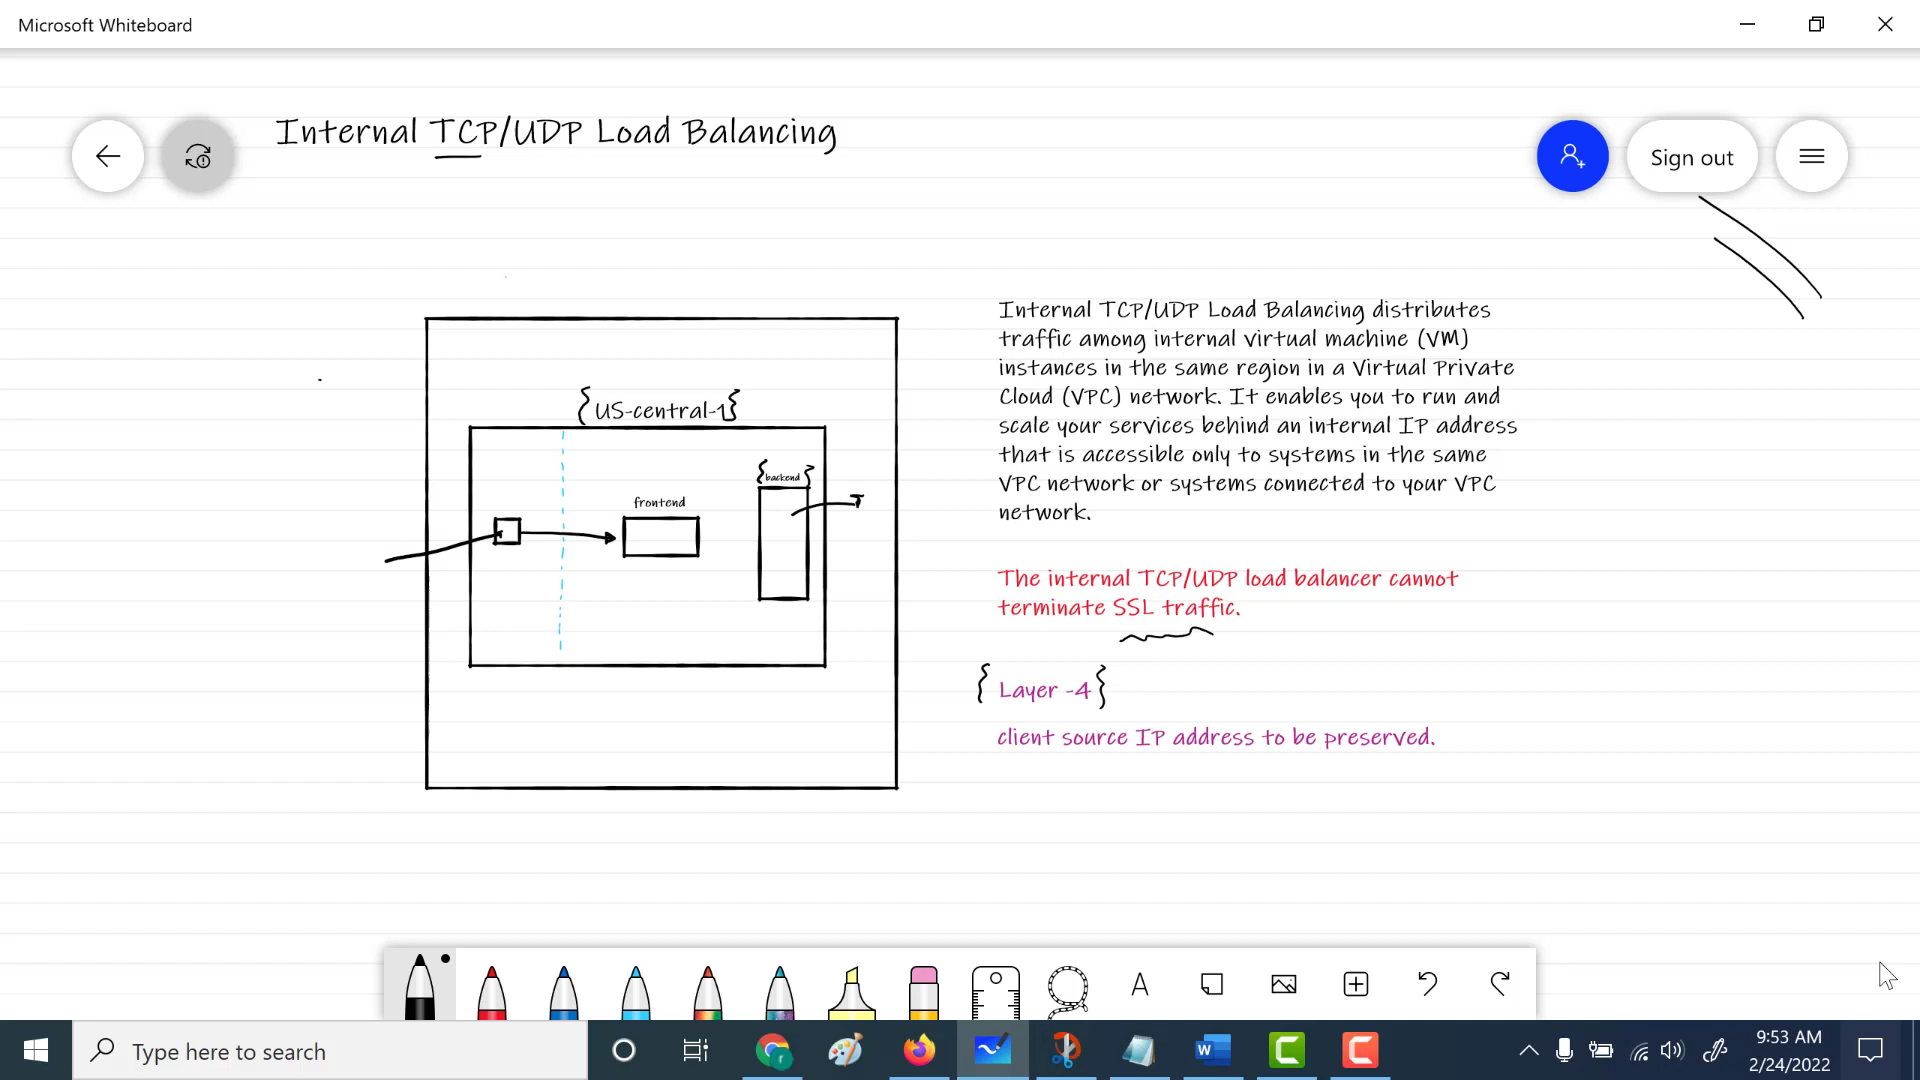 Microsoft Whiteboard
Internal TCP/UDP Load Balancing
Sign out
Internal TCP/UDP Load Balancing distributes
traffic among internal virtual machine (VM)
instances in the same region in a Virtual Private
Cloud (VPC) network. It enables you to run and
scale your services behind an internal IP address
that is accessible only to systems in the same
VPC network or systems connected to your VPC
network.
{US-central-1}
{backend}
frontend
The internal TCP/UDP load balancer cannot
terminate SSL traffic.
{Layer -4}
client source IP address to be preserved.
A
Type here to search
9:53 AM
2/24/2022